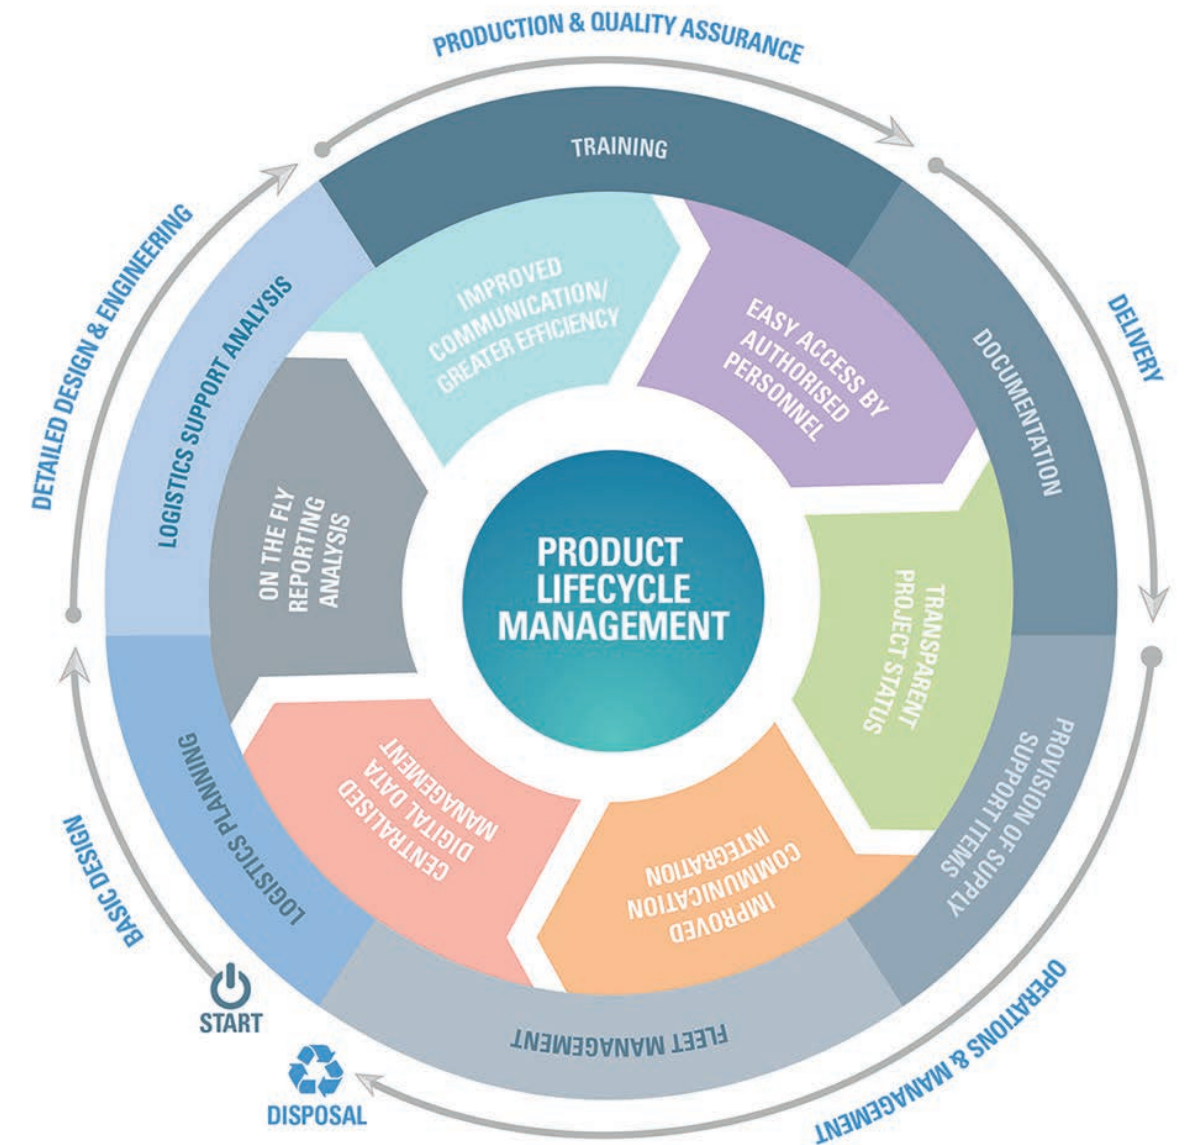 PRODUCTION & QUALITY ASSURANCE
DETAILED DESIGN & ENGINEERING
DELIVERY
BASIC DESIGN
OPERATIONS & MANAGEMENT
START
DISPOSAL
TRAINING
DOCUMENTATION
PROVISION OF SUPPLY
SUPPORT ITEMS
FLEET MANAGEMENT
LOGISTICS PLANNING
LOGISTICS SUPPORT ANALYSIS
IMPROVED
COMMUNICATION/
GREATER EFFICIENCY
EASY ACCESS BY
AUTHORISED
PERSONNEL
TRANSPARENT
PROJECT STATUS
IMPROVED
COMMUNICATION
INTEGRATION
CENTRALISED
DIGITAL DATA
MANAGEMENT
ON THE FLY
REPORTING
ANALYSIS
PRODUCT
LIFECYCLE
MANAGEMENT